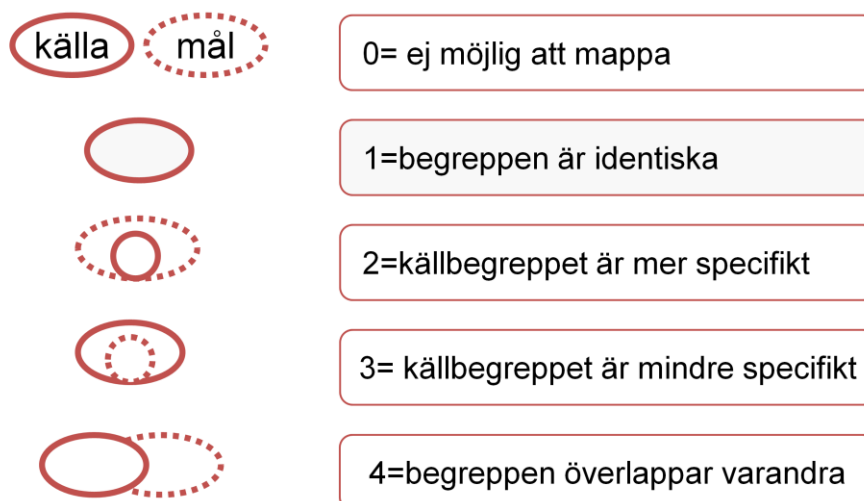 källa mål
0= ej möjlig att mappa
1=begreppen är identiska
2=källbegreppet är mer specifikt
3= källbegreppet är mindre specifikt
4=begreppen överlappar varandra